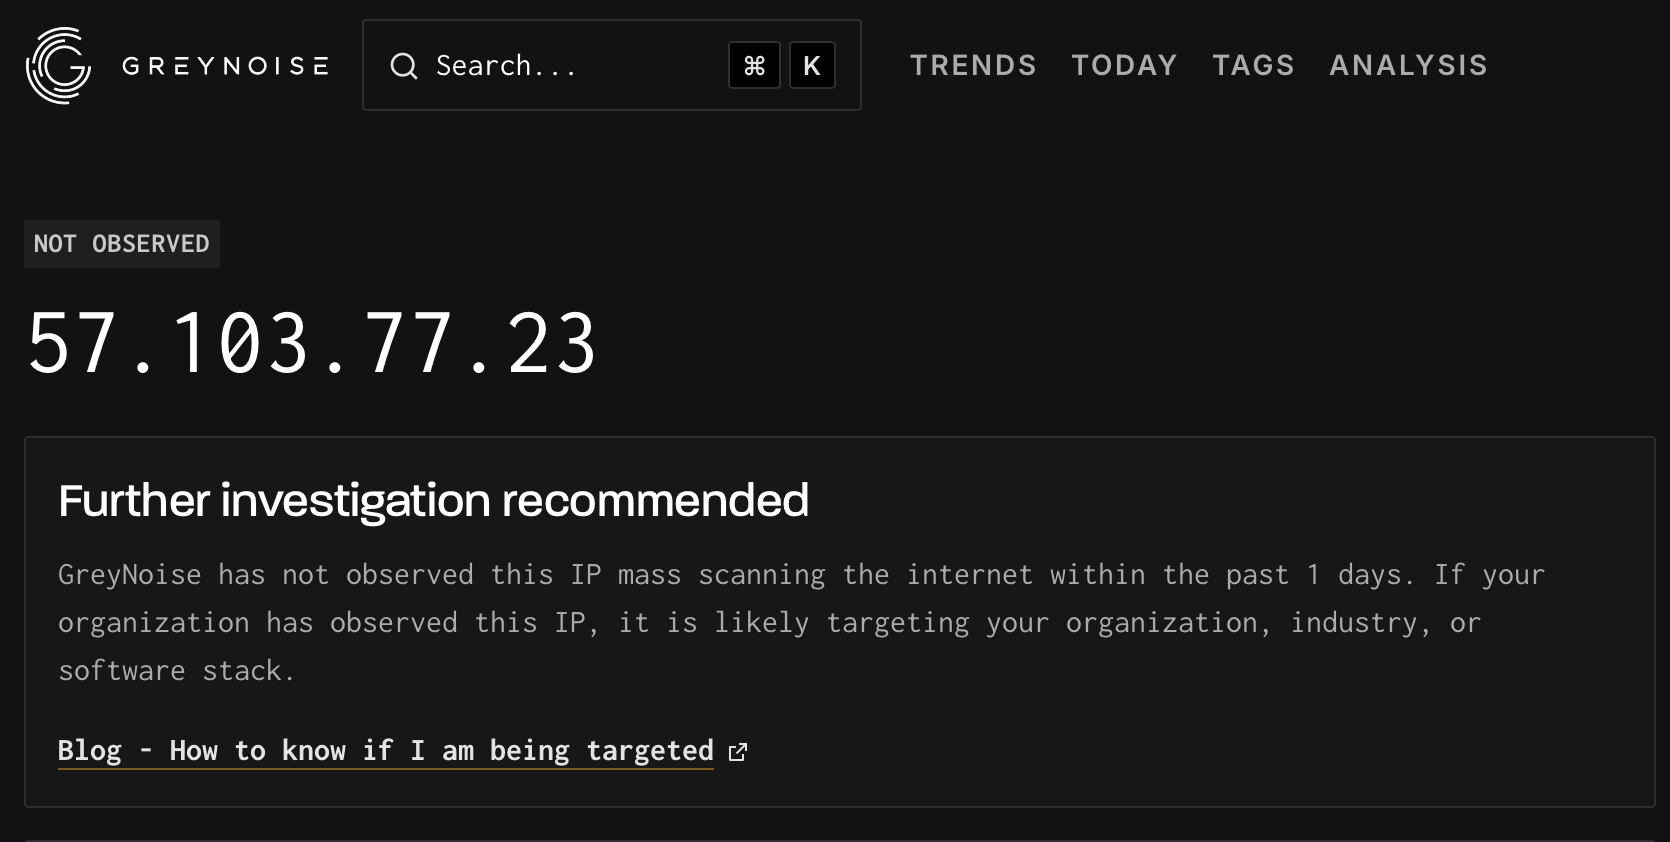 GREYNOISE Search... ⌘ K TRENDS TODAY TAGS ANALYSIS
NOT OBSERVED
57.103.77.23
Further investigation recommended
GreyNoise has not observed this IP mass scanning the internet within the past 1 days. If your
organization has observed this IP, it is likely targeting your organization, industry, or
software stack.
Blog - How to know if I am being targeted